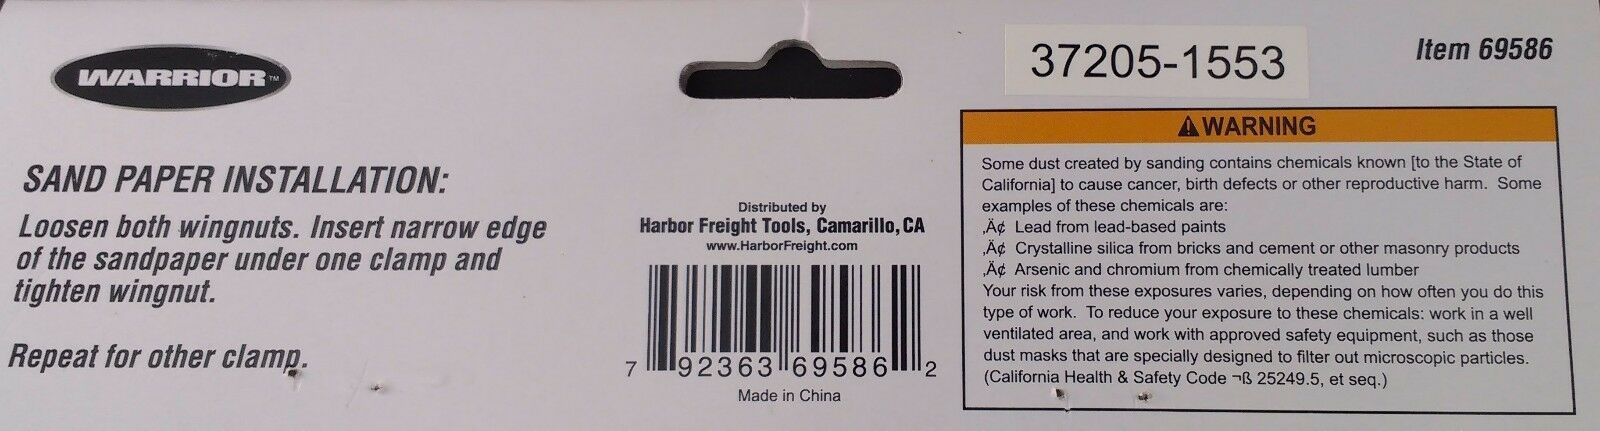 WARRIOR™
SAND PAPER INSTALLATION:
Loosen both wingnuts. Insert narrow edge
of the sandpaper under one clamp and
tighten wingnut.
Repeat for other clamp.
Distributed by
Harbor Freight Tools, Camarillo, CA
www.HarborFreight.com
7 92363 69586 2
Made in China
37205-1553
Item 69586
⚠WARNING
Some dust created by sanding contains chemicals known [to the State of
California] to cause cancer, birth defects or other reproductive harm. Some
examples of these chemicals are:
‚Ä¢ Lead from lead-based paints
‚Ä¢ Crystalline silica from bricks and cement or other masonry products
‚Ä¢ Arsenic and chromium from chemically treated lumber
Your risk from these exposures varies, depending on how often you do this
type of work. To reduce your exposure to these chemicals: work in a well
ventilated area, and work with approved safety equipment, such as those
dust masks that are specially designed to filter out microscopic particles.
(California Health & Safety Code ¬ß 25249.5, et seq.)